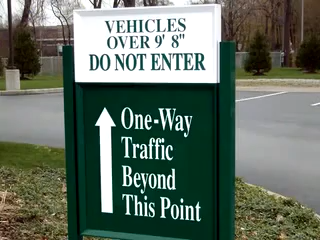 VEHICLES
OVER 9' 8"
DO NOT ENTER
One-Way
Traffic
Beyond
This Point